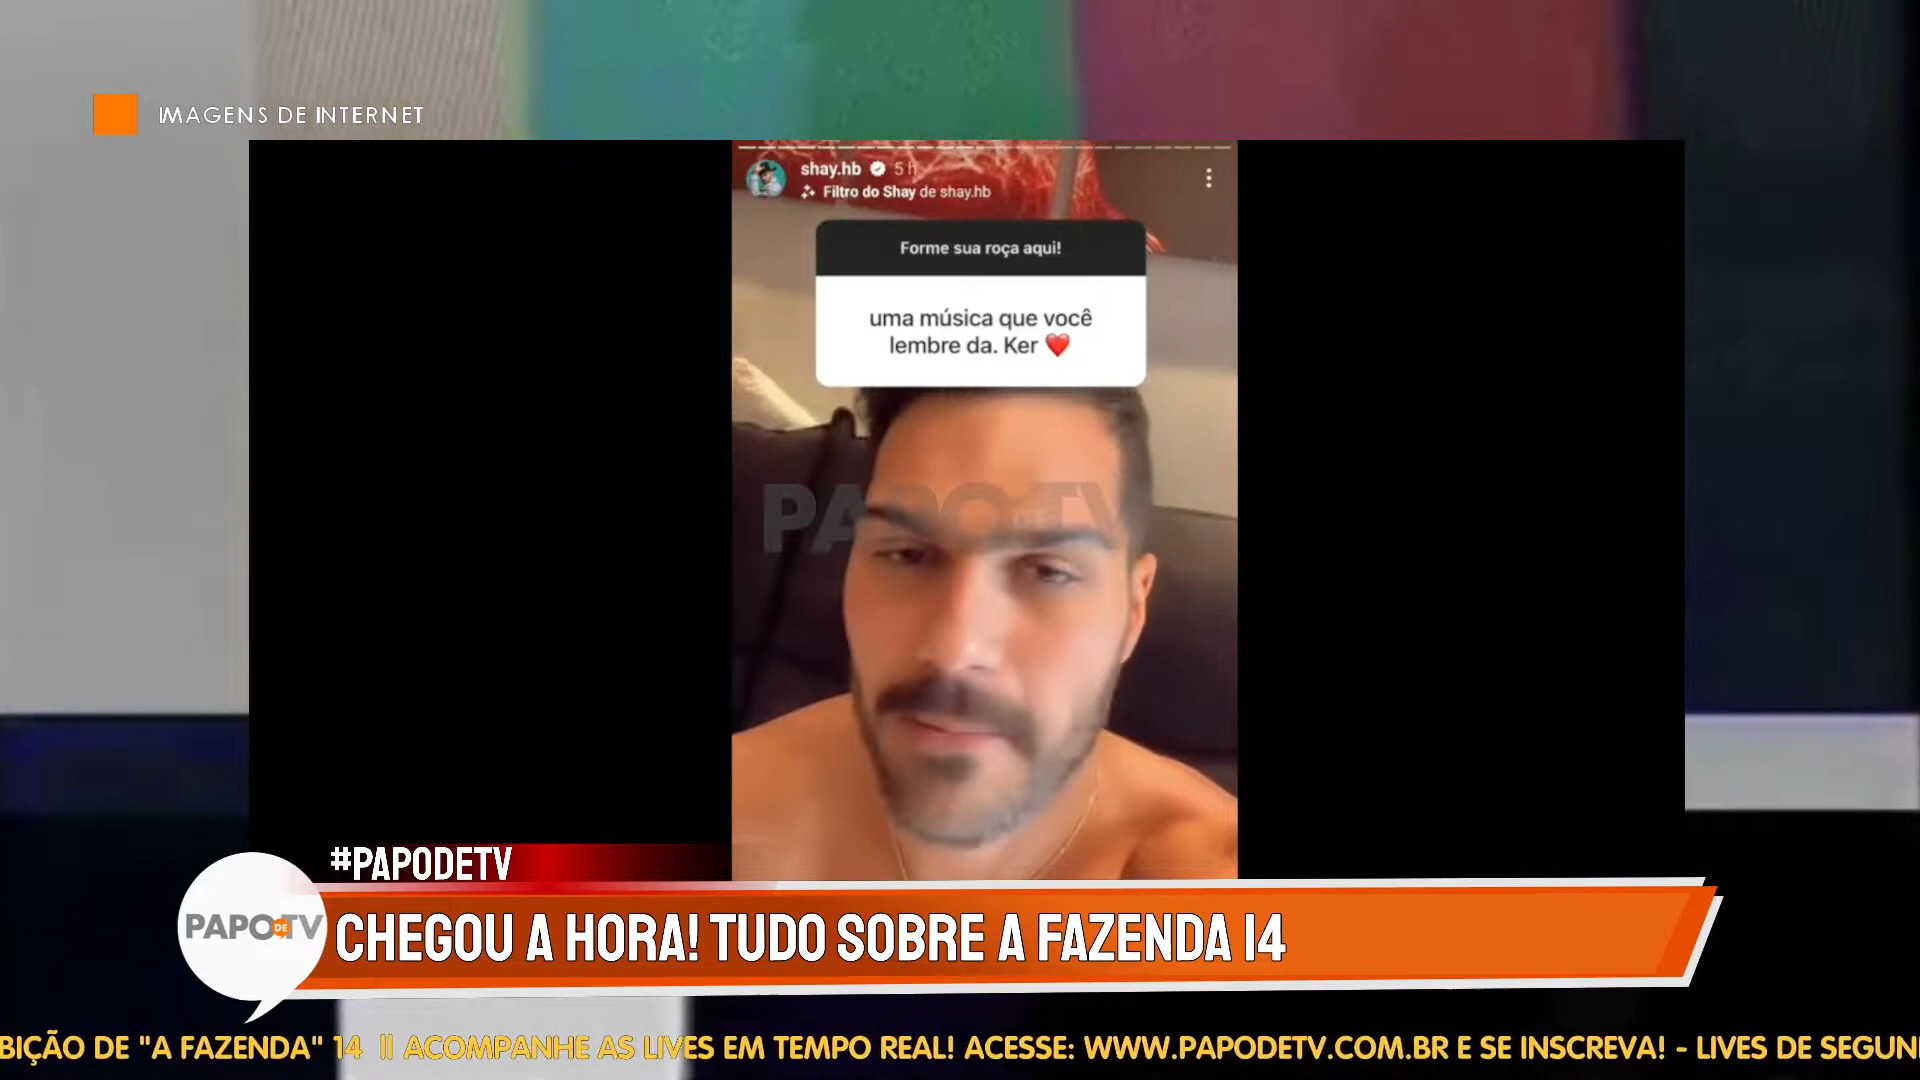 IMAGENS DE INTERNET
shay.hb 5 h
Filtro do Shay de shay.hb
Forme sua roça aqui!
uma música que você
lembre da. Ker ❤️
PAPO DE TV
#PAPODETV
PAPO DE TV
CHEGOU A HORA! TUDO SOBRE A FAZENDA 14
BIÇÃO DE "A FAZENDA" 14 || ACOMPANHE AS LIVES EM TEMPO REAL! ACESSE: WWW.PAPODETV.COM.BR E SE INSCREVA! - LIVES DE SEGUN